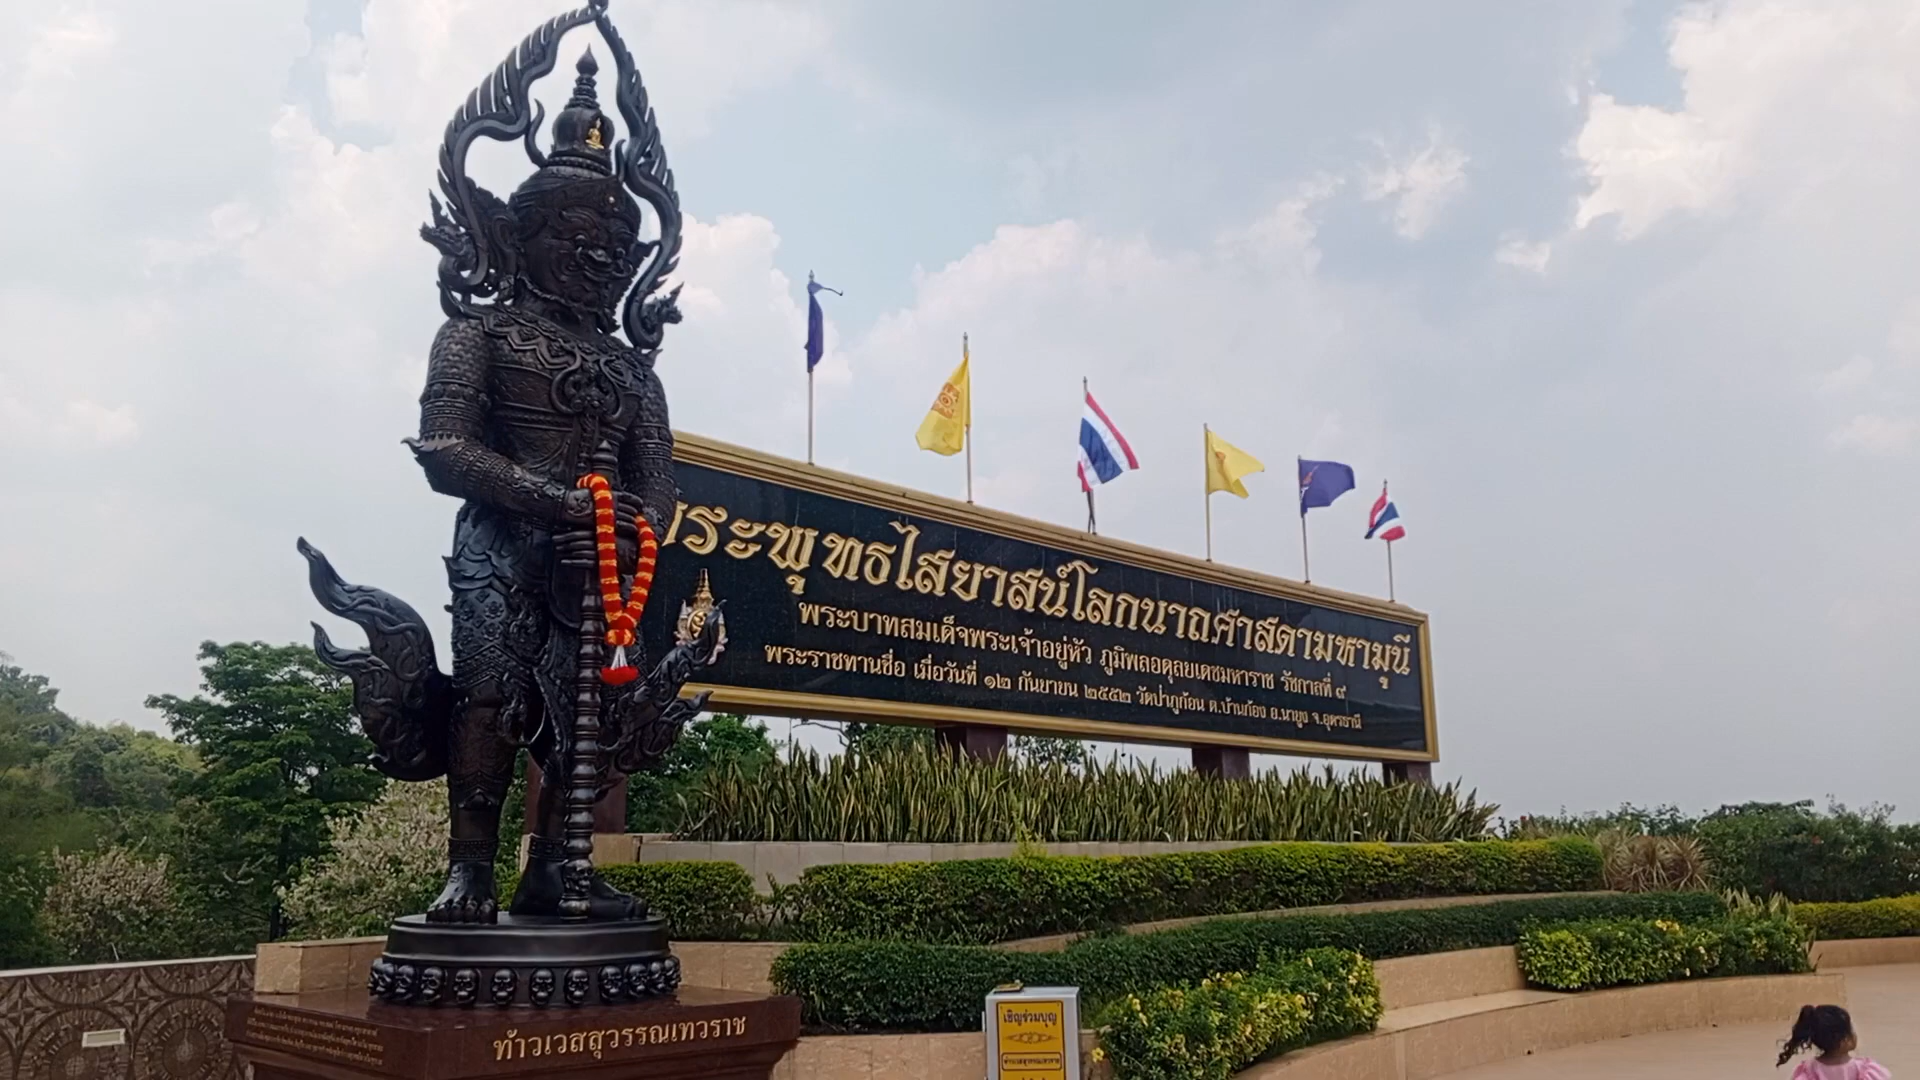 พระพุทธไสยาสน์โลกนาถศาสดามหามุนี
พระบาทสมเด็จพระเจ้าอยู่หัว ภูมิพลอดุลยเดชมหาราช รัชกาลที่ ๙
พระราชทานชื่อ เมื่อวันที่ ๑๒ กันยายน ๒๕๕๒ วัดป่าภูก้อน ต.บ้านก้อง อ.นายูง จ.อุดรธานี
ท้าวเวสสุวรรณเทวราช
เชิญร่วมบุญ